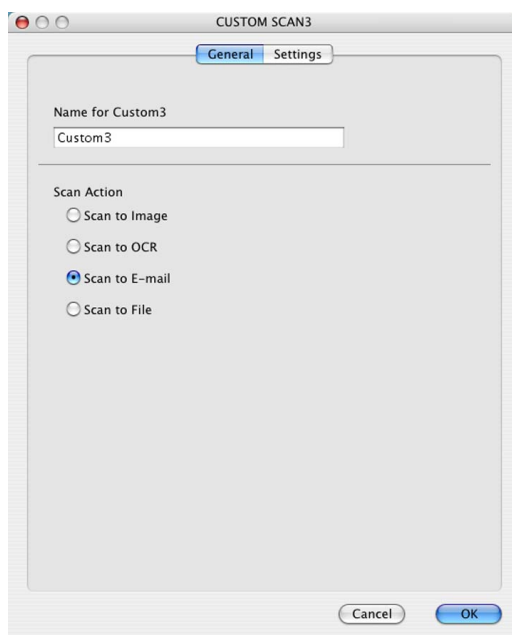 CUSTOM SCAN3
General Settings
Name for Custom3
Custom3
Scan Action
Scan to Image
Scan to OCR
Scan to E-mail
Scan to File
Cancel OK